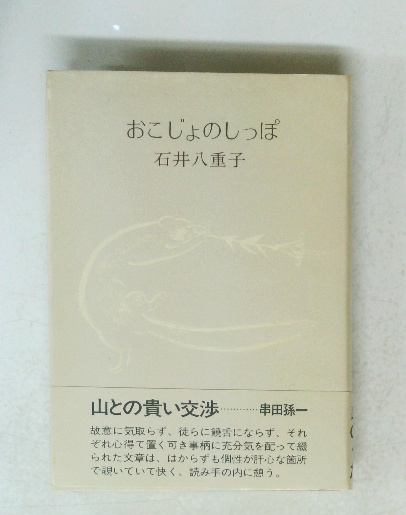 おこじょのしっぽ
石井八重子
山との貴い交渉…………串田孫一
故意に気取らず、徒らに饒舌にならず、それ
ぞれ心得て置く可き事柄に充分気を配って綴
られた文章は、はからずも個性が肝心な箇所
で覗いていて快く、読み手の内に憩う。